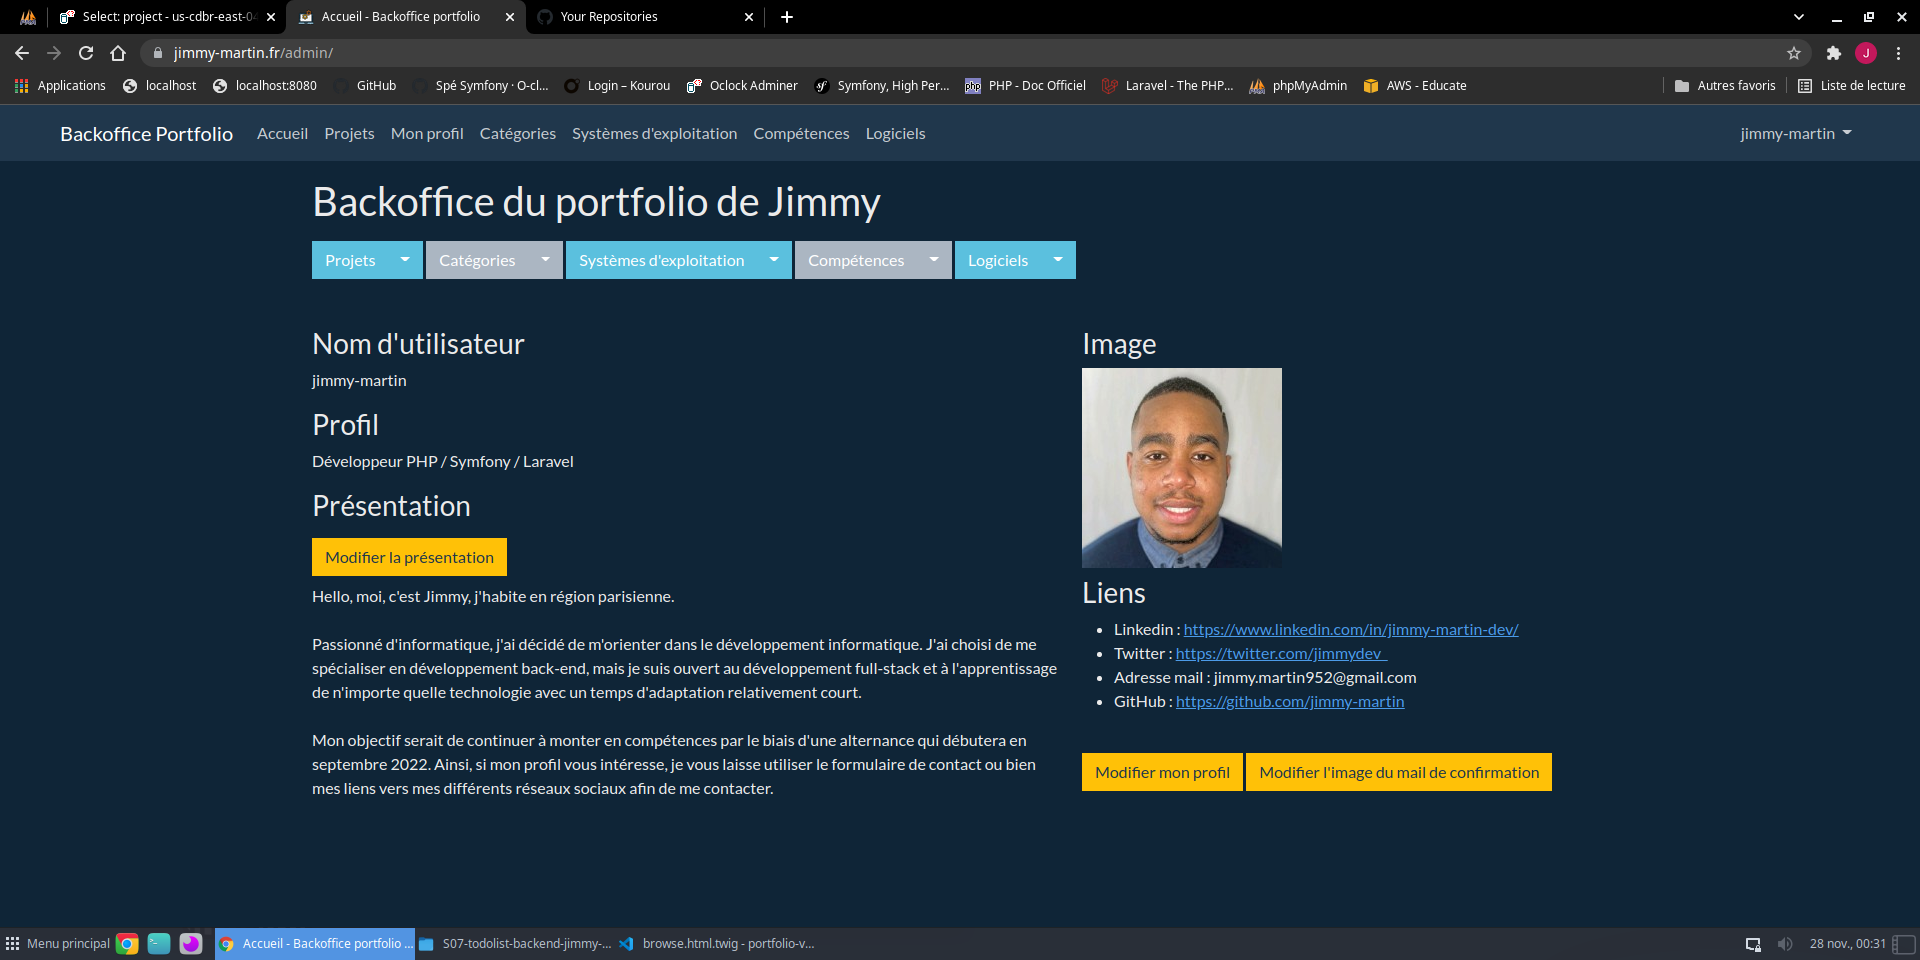 Select: project - us-cdbr-east-04
Accueil - Backoffice portfolio
Your Repositories
jimmy-martin.fr/admin/
J
Applications
localhost
localhost:8080
GitHub
Spé Symfony · O-cl...
Login – Kourou
Oclock Adminer
Symfony, High Per...
php
PHP - Doc Officiel
Laravel - The PHP...
phpMyAdmin
AWS - Educate
Autres favoris
Liste de lecture
Backoffice Portfolio
Accueil
Projets
Mon profil
Catégories
Systèmes d'exploitation
Compétences
Logiciels
jimmy-martin
Backoffice du portfolio de Jimmy
Projets
Catégories
Systèmes d'exploitation
Compétences
Logiciels
Nom d'utilisateur
jimmy-martin
Profil
Développeur PHP / Symfony / Laravel
Présentation
Modifier la présentation
Hello, moi, c'est Jimmy, j'habite en région parisienne.
Passionné d'informatique, j'ai décidé de m'orienter dans le développement informatique. J'ai choisi de me
spécialiser en développement back-end, mais je suis ouvert au développement full-stack et à l'apprentissage
de n'importe quelle technologie avec un temps d'adaptation relativement court.
Mon objectif serait de continuer à monter en compétences par le biais d'une alternance qui débutera en
septembre 2022. Ainsi, si mon profil vous intéresse, je vous laisse utiliser le formulaire de contact ou bien
mes liens vers mes différents réseaux sociaux afin de me contacter.
Image
Liens
Linkedin : https://www.linkedin.com/in/jimmy-martin-dev/
Twitter : https://twitter.com/jimmydev_
Adresse mail : jimmy.martin952@gmail.com
GitHub : https://github.com/jimmy-martin
Modifier mon profil
Modifier l'image du mail de confirmation
Menu principal
Accueil - Backoffice portfolio ...
S07-todolist-backend-jimmy-...
browse.html.twig - portfolio-v...
28 nov., 00:31